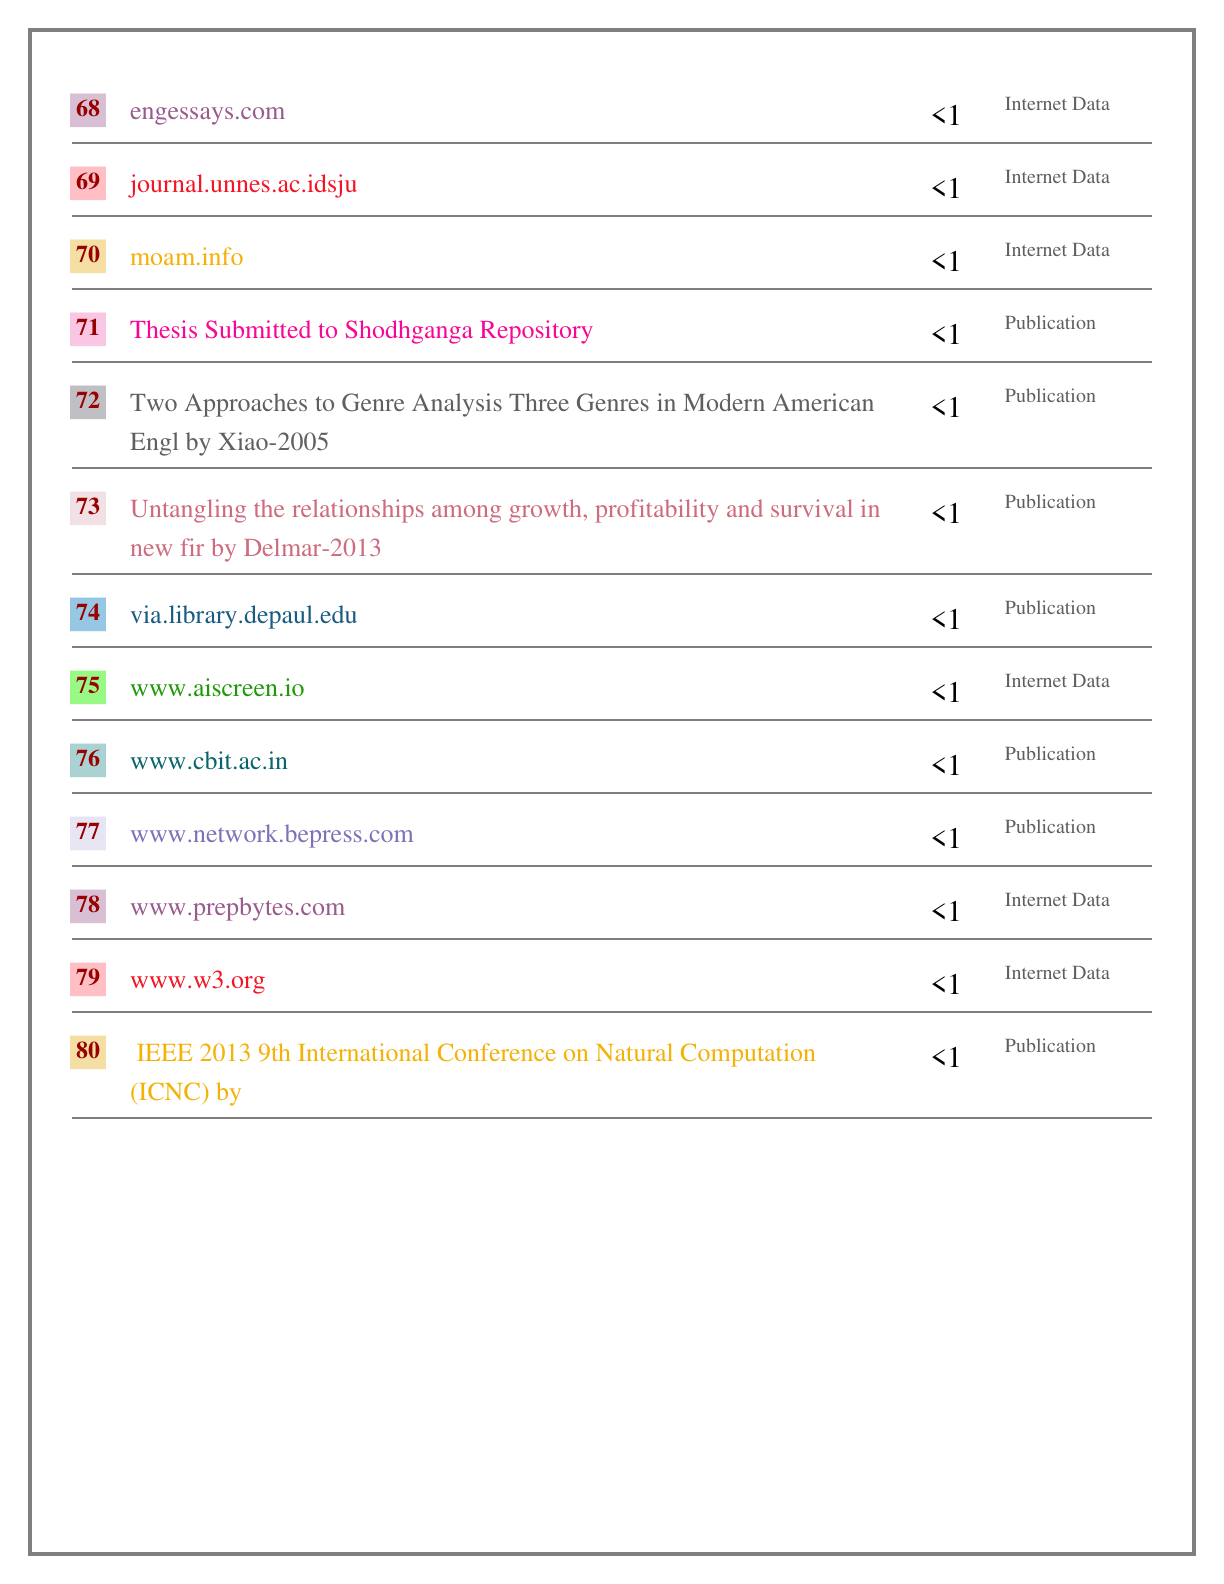 68 engessays.com <1 Internet Data
69 journal.unnes.ac.idsju <1 Internet Data
70 moam.info <1 Internet Data
71 Thesis Submitted to Shodhganga Repository <1 Publication
72 Two Approaches to Genre Analysis Three Genres in Modern American <1 Publication
Engl by Xiao-2005
73 Untangling the relationships among growth, profitability and survival in <1 Publication
new fir by Delmar-2013
74 via.library.depaul.edu <1 Publication
75 www.aiscreen.io <1 Internet Data
76 www.cbit.ac.in <1 Publication
77 www.network.bepress.com <1 Publication
78 www.prepbytes.com <1 Internet Data
79 www.w3.org <1 Internet Data
80 IEEE 2013 9th International Conference on Natural Computation <1 Publication
(ICNC) by